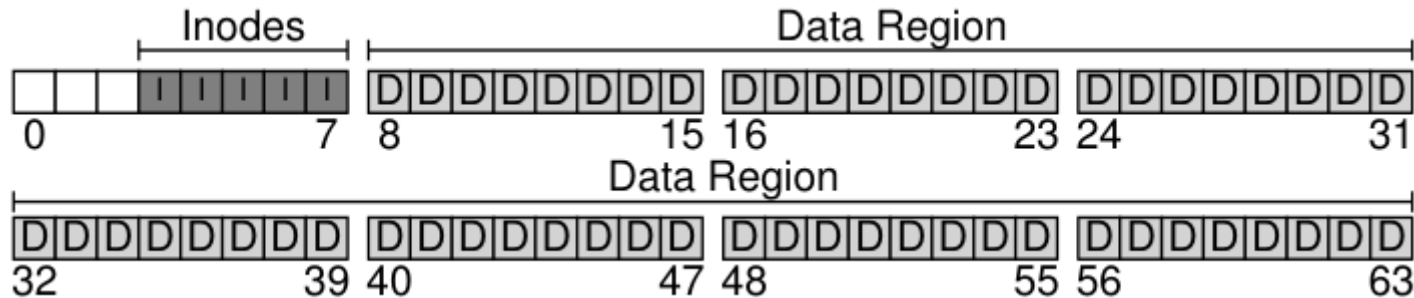 Inodes Data Region
I I I I I D D D D D D D D D D D D D D D D D D D D D D D D
0 7 8 15 16 23 24 31
Data Region
D D D D D D D D D D D D D D D D D D D D D D D D D D D D D D D D
32 39 40 47 48 55 56 63